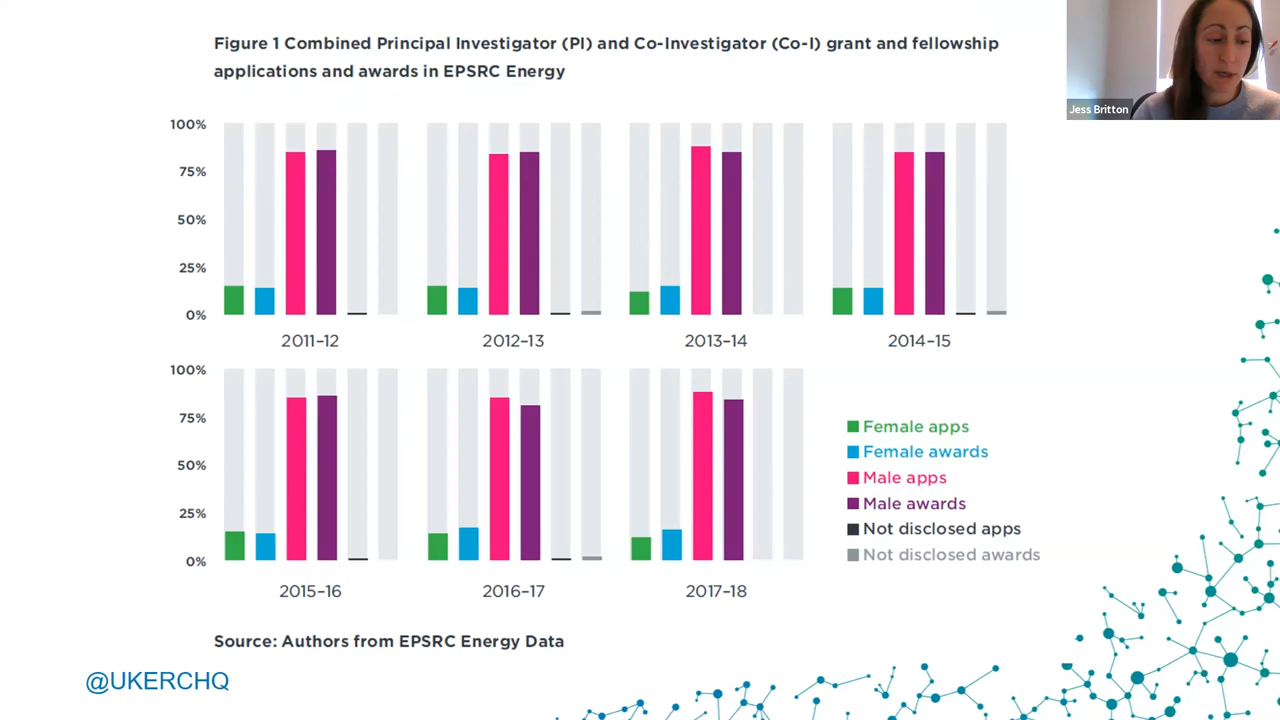 Figure 1 Combined Principal Investigator (PI) and Co-Investigator (Co-I) grant and fellowship
applications and awards in EPSRC Energy
Jess Britton
100%
75%
50%
25%
0%
2011–12
2012–13
2013–14
2014–15
100%
75%
50%
25%
0%
2015–16
2016–17
2017–18
Female apps
Female awards
Male apps
Male awards
Not disclosed apps
Not disclosed awards
Source: Authors from EPSRC Energy Data
@UKERCHQ